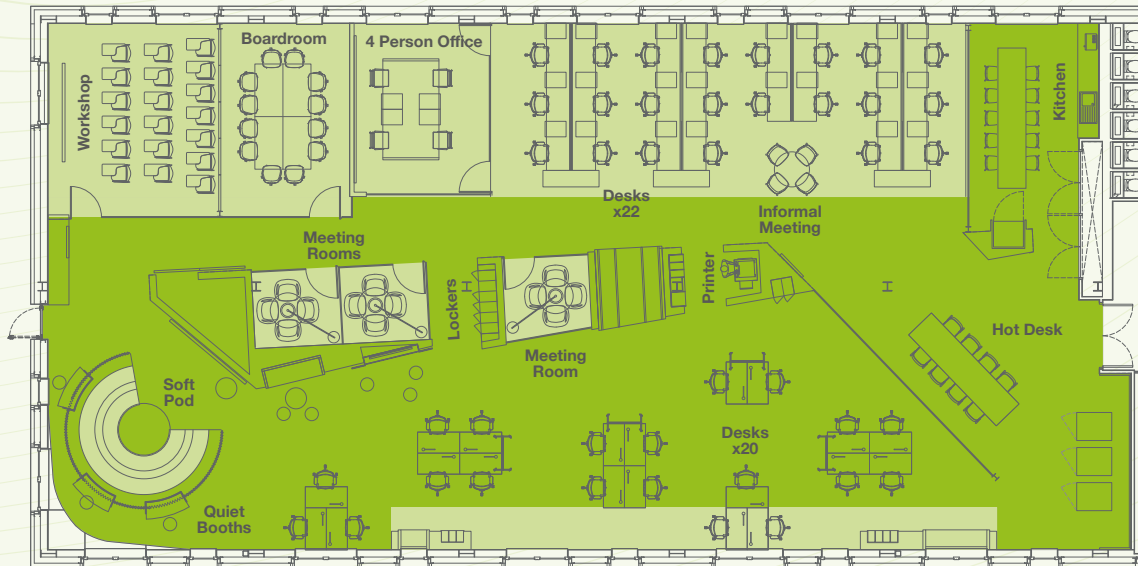 Workshop
Boardroom
4 Person Office
Kitchen
Desks
x22
Informal
Meeting
Meeting
Rooms
Lockers
Printer
Meeting
Room
Hot Desk
Soft
Pod
Desks
x20
Quiet
Booths